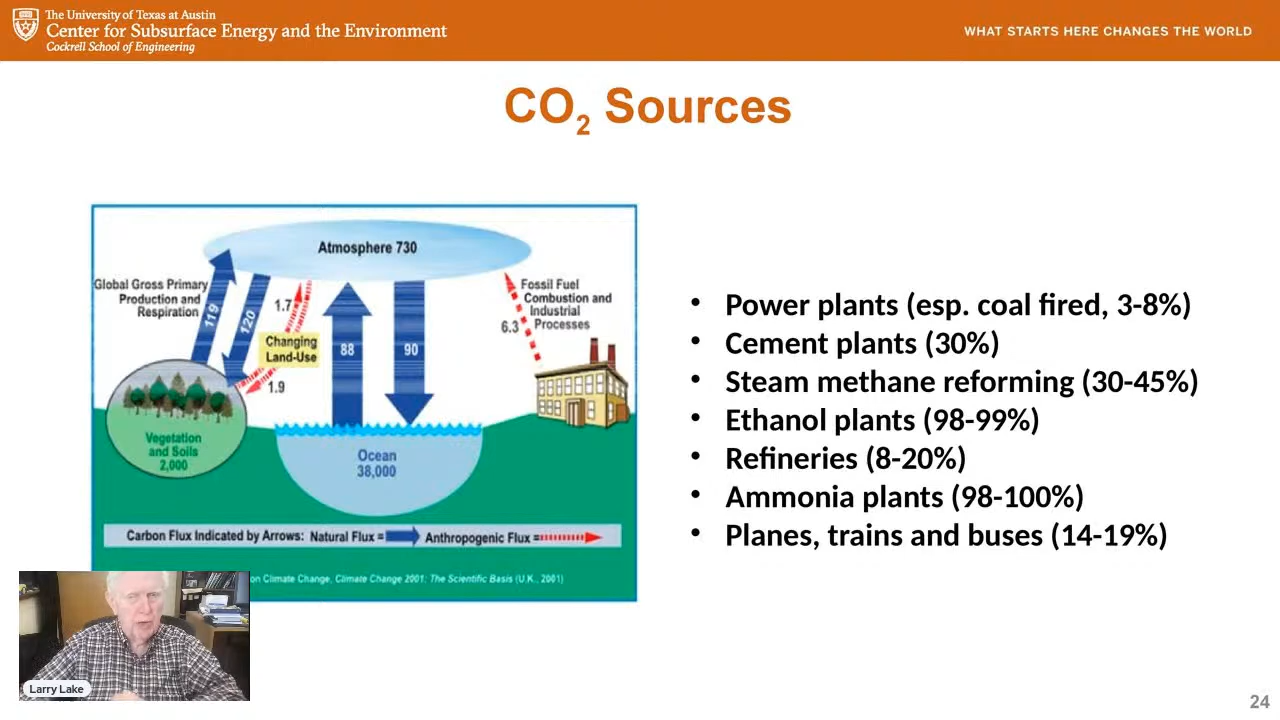 The University of Texas at Austin
Center for Subsurface Energy and the Environment
Cockrell School of Engineering
WHAT STARTS HERE CHANGES THE WORLD
CO2 Sources
Atmosphere 730
Global Gross Primary
Production and
Respiration
119
120
1.7
Changing
Land-Use
1.9
88
90
Fossil Fuel
Combustion and
Industrial
Processes
6.3
Vegetation
and Soils
2,000
Ocean
38,000
Carbon Flux Indicated by Arrows: Natural Flux = Anthropogenic Flux =
on Climate Change, Climate Change 2001: The Scientific Basis (U.K., 2001)
• Power plants (esp. coal fired, 3-8%)
• Cement plants (30%)
• Steam methane reforming (30-45%)
• Ethanol plants (98-99%)
• Refineries (8-20%)
• Ammonia plants (98-100%)
• Planes, trains and buses (14-19%)
Larry Lake
24